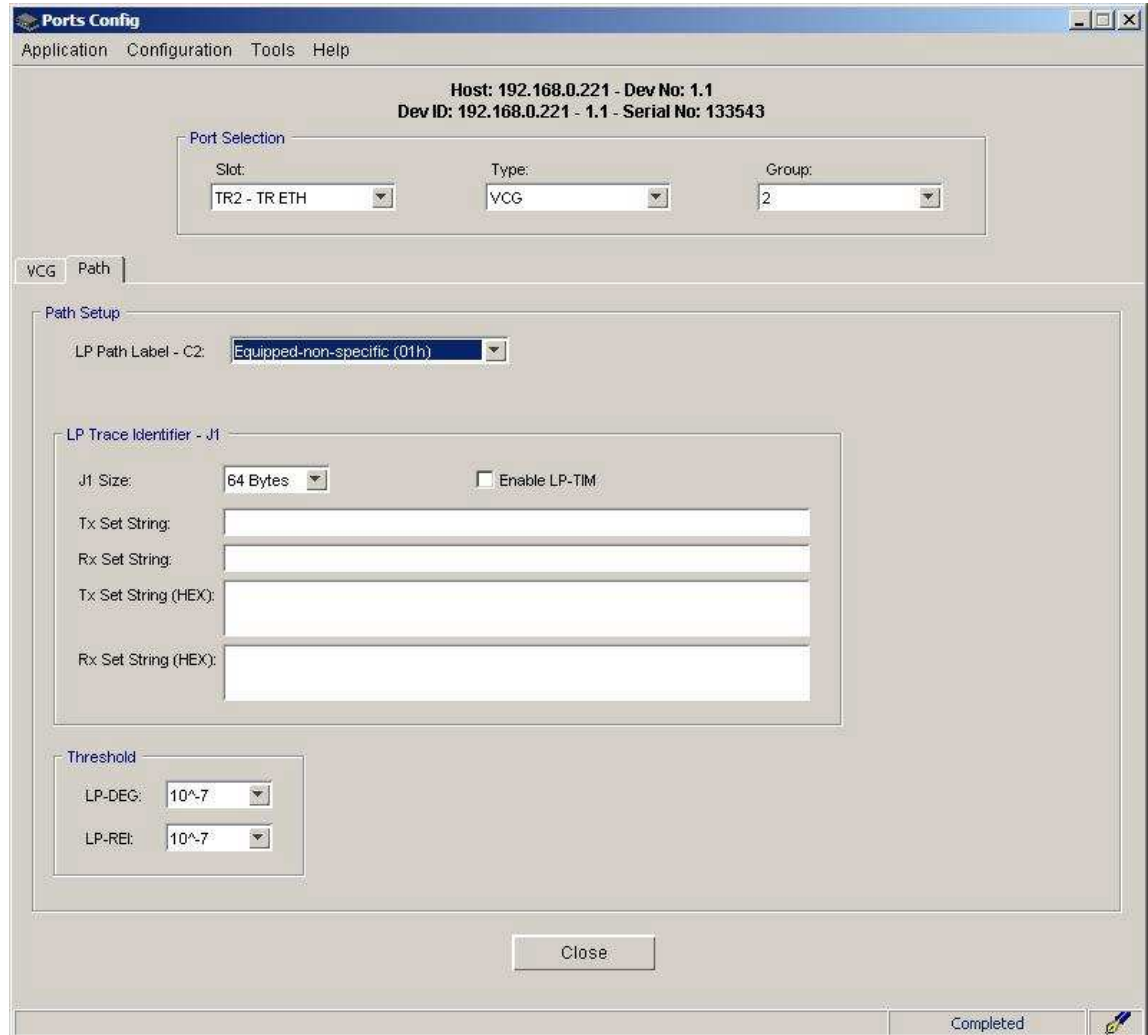 Ports Config
Application Configuration Tools Help
Host: 192.168.0.221 - Dev No: 1.1
Dev ID: 192.168.0.221 - 1.1 - Serial No: 133543
Port Selection
Slot: Type: Group:
TR2 - TR ETH VCG 2
VCG Path
Path Setup
LP Path Label - C2: Equipped-non-specific (01h)
LP Trace Identifier - J1
J1 Size: 64 Bytes Enable LP-TIM
Tx Set String:
Rx Set String:
Tx Set String (HEX):
Rx Set String (HEX):
Threshold
LP-DEG: 10^-7
LP-REI: 10^-7
Close
Completed